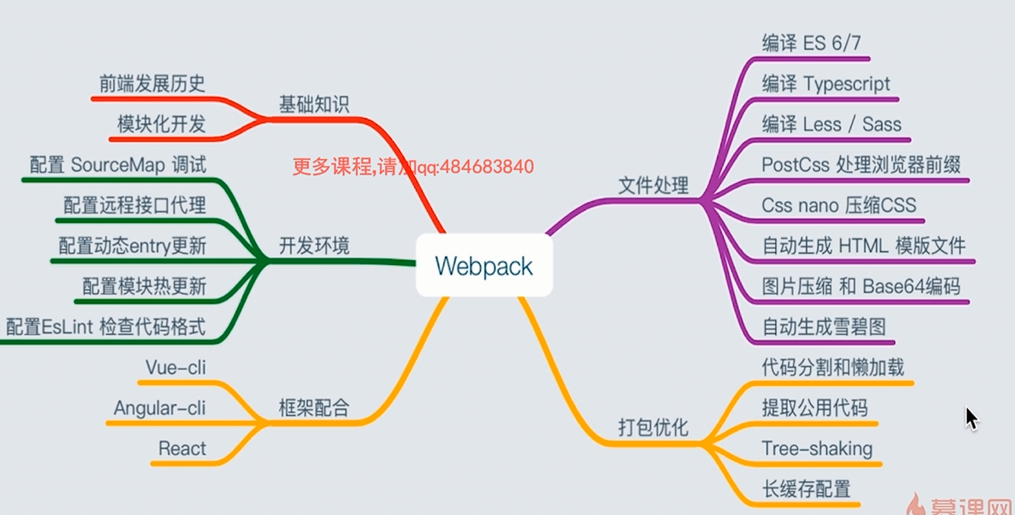 Webpack
基础知识
前端发展历史
模块化开发
开发环境
配置 SourceMap 调试
配置远程接口代理
配置动态entry更新
配置模块热更新
配置EsLint 检查代码格式
框架配合
Vue-cli
Angular-cli
React
文件处理
编译 ES 6/7
编译 Typescript
编译 Less / Sass
PostCss 处理浏览器前缀
Css nano 压缩CSS
自动生成 HTML 模版文件
图片压缩 和 Base64编码
自动生成雪碧图
打包优化
代码分割和懒加载
提取公用代码
Tree-shaking
长缓存配置
更多课程,请加qq:484683840
慕课网